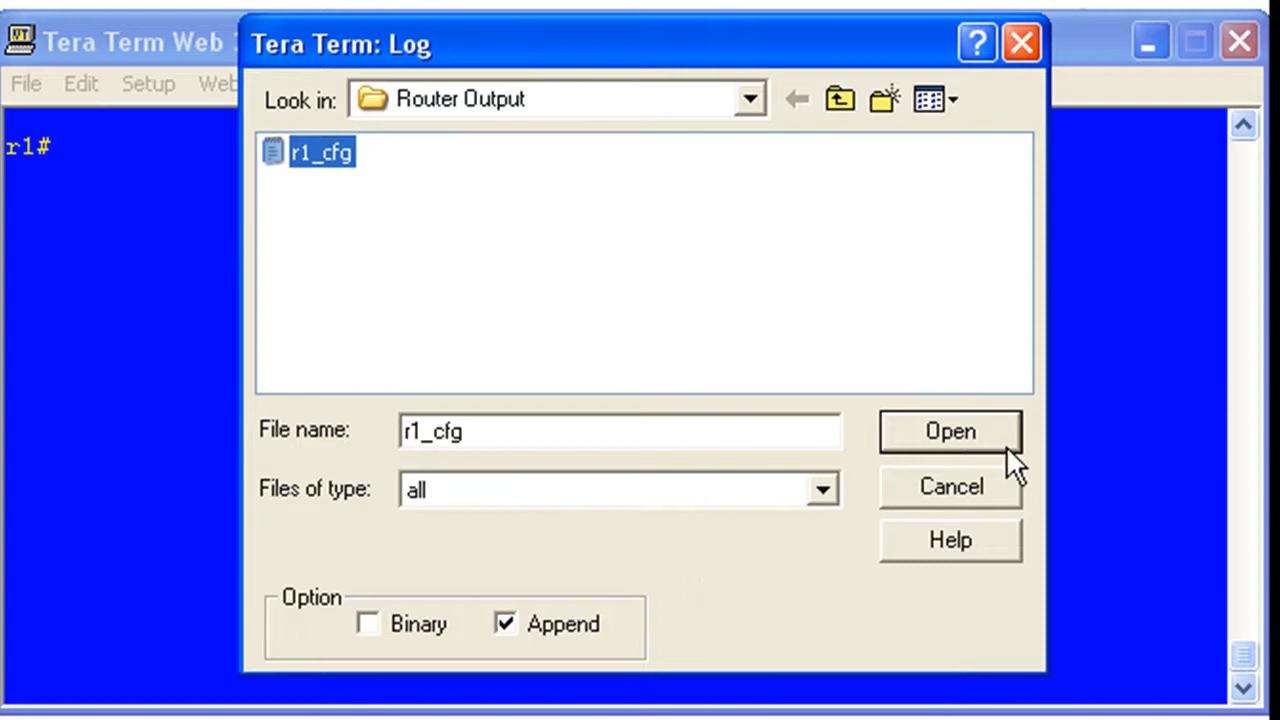 Tera Term Web
Tera Term: Log
?
File Edit Setup Web
Look in: Router Output
r1#
r1_cfg
File name: r1_cfg
Open
Files of type: all
Cancel
Help
Option
Binary Append